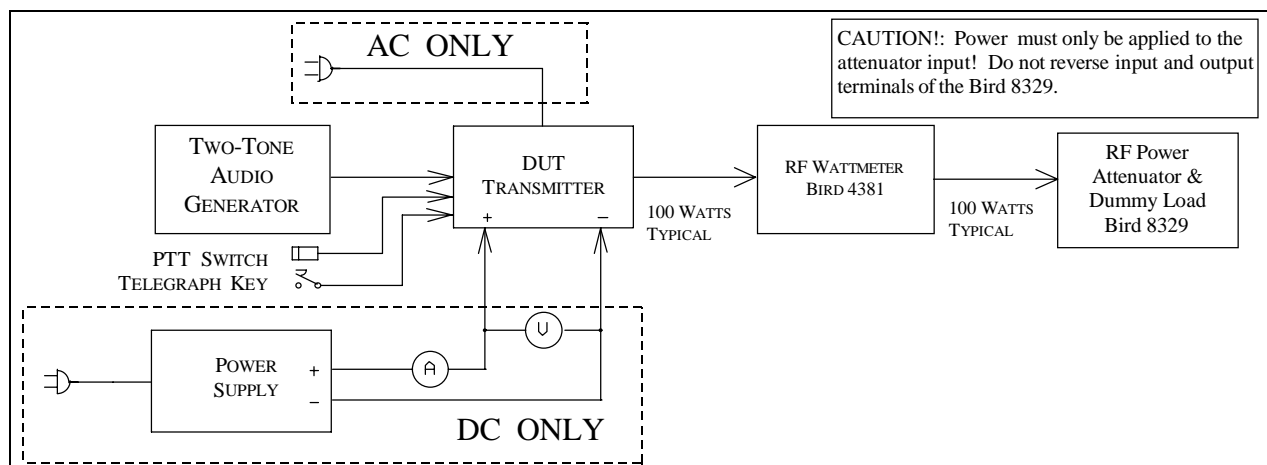 AC ONLY
CAUTION!: Power must only be applied to the
attenuator input! Do not reverse input and output
terminals of the Bird 8329.
TWO-TONE
AUDIO
GENERATOR
DUT
TRANSMITTER
+ −
RF WATTMETER
BIRD 4381
RF Power
Attenuator &
Dummy Load
Bird 8329
100 WATTS
TYPICAL
100 WATTS
TYPICAL
PTT SWITCH
TELEGRAPH KEY
V
POWER
SUPPLY
+
−
A
DC ONLY